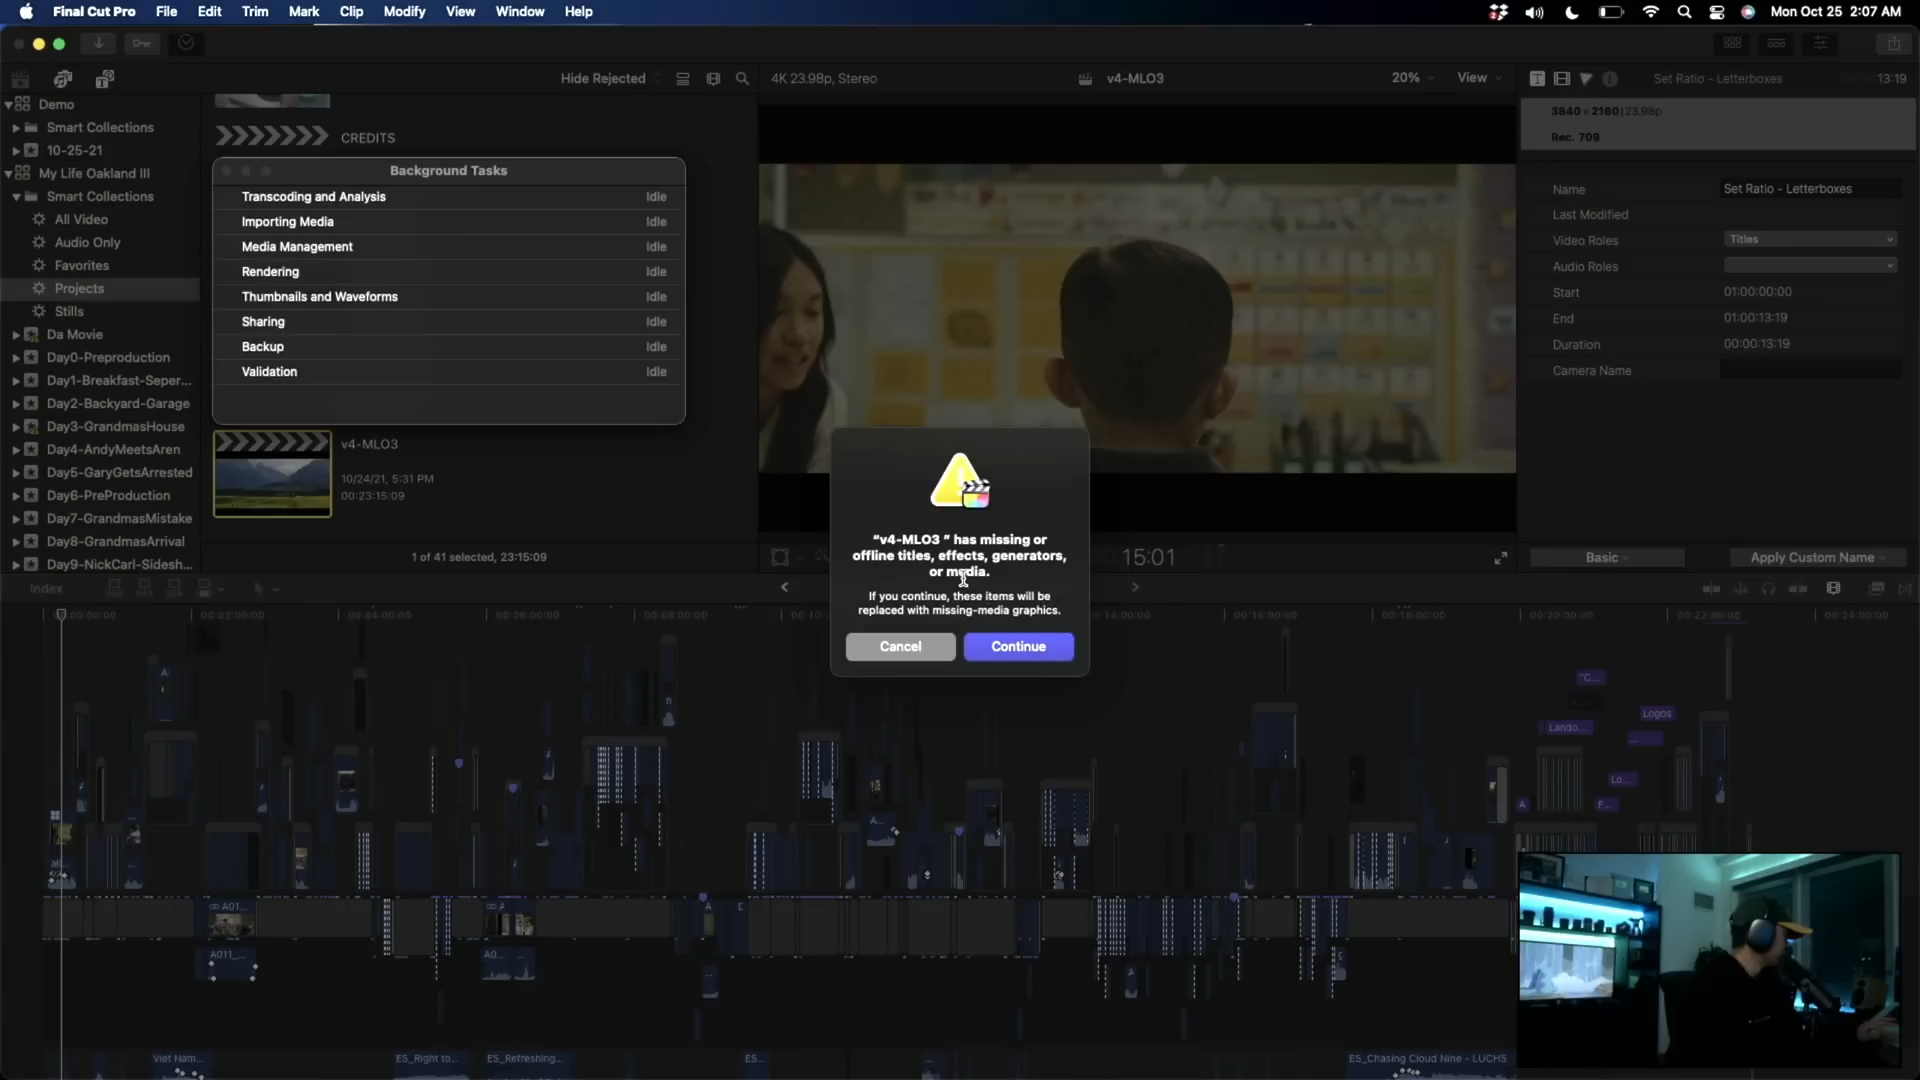 Final Cut Pro File Edit Trim Mark Clip Modify View Window Help
Mon Oct 25 2:07 AM
Hide Rejected
4K 23.98p, Stereo
v4-MLO3
20%
View
Set Ratio - Letterboxes
13:19
Demo
Smart Collections
10-25-21
My Life Oakland III
Smart Collections
All Video
Audio Only
Favorites
Projects
Stills
Da Movie
Day0-Preproduction
Day1-Breakfast-Seper...
Day2-Backyard-Garage
Day3-GrandmasHouse
Day4-AndyMeetsAren
Day5-GaryGetsArrested
Day6-PreProduction
Day7-GrandmasMistake
Day8-GrandmasArrival
Day9-NickCarl-Sidesh...
CREDITS
Background Tasks
Transcoding and Analysis Idle
Importing Media Idle
Media Management Idle
Rendering Idle
Thumbnails and Waveforms Idle
Sharing Idle
Backup Idle
Validation Idle
v4-MLO3
10/24/21, 5:31 PM
00:23:15:09
1 of 41 selected, 23:15:09
3840 × 2160 | 23.98p
Rec. 709
Name Set Ratio - Letterboxes
Last Modified
Video Roles Titles
Audio Roles
Start 01:00:00:00
End 01:00:13:19
Duration 00:00:13:19
Camera Name
Basic
Apply Custom Name
15:01
"v4-MLO3 " has missing or
offline titles, effects, generators,
or media.
If you continue, these items will be
replaced with missing-media graphics.
Cancel Continue
Index
00:02:00:00
00:04:00:00
00:06:00:00
00:08:00:00
00:16:00:00
00:18:00:00
00:20:00:00
00:22:00:00
00:24:00:00
"C...
Logos
Lando...
Lo...
F...
A
A01...
A011_...
A0...
Viet Nam...
ES_Right to...
ES_Refreshing...
ES...
ES_Chasing Cloud Nine - LUCHS